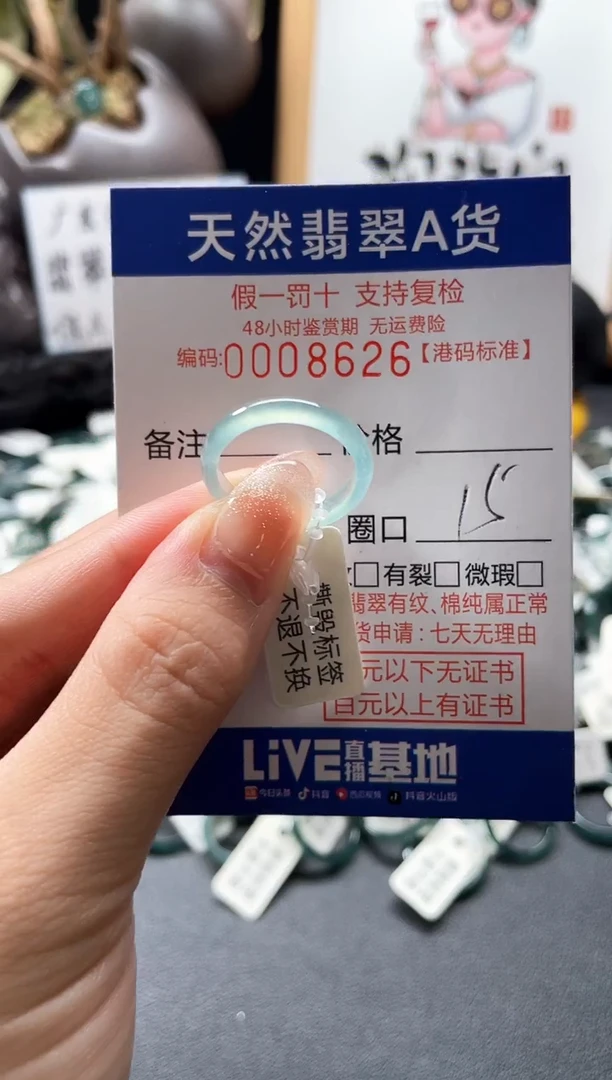 天然翡翠A货
假一罚十 支持复检
48小时鉴赏期 无运费险
编码:0008626【港码标准】
备注 价格
圈口 15
纹□有裂□微瑕□
翡翠有纹、棉纯属正常
货申请:七天无理由
元以下无证书
百元以上有证书
撕毁标签
不退不换
LiVE直播基地
今日头条 抖音 西瓜视频 抖音火山版